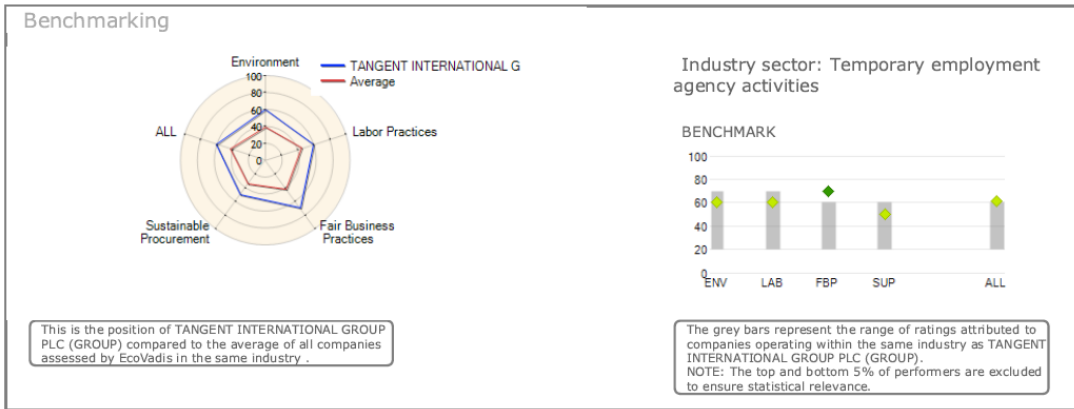 Benchmarking
Environment
TANGENT INTERNATIONAL G
Average
100
80
60
40
20
0
ALL
Labor Practices
Sustainable
Procurement
Fair Business
Practices
This is the position of TANGENT INTERNATIONAL GROUP
PLC (GROUP) compared to the average of all companies
assessed by EcoVadis in the same industry .
Industry sector: Temporary employment
agency activities
BENCHMARK
100
80
60
40
20
0
ENV
LAB
FBP
SUP
ALL
The grey bars represent the range of ratings attributed to
companies operating within the same industry as TANGENT
INTERNATIONAL GROUP PLC (GROUP).
NOTE: The top and bottom 5% of performers are excluded
to ensure statistical relevance.